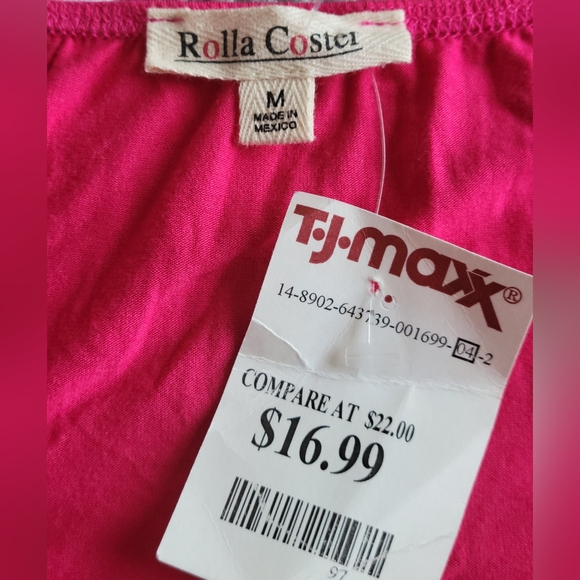 Rolla Coster
M
MADE IN
MEXICO
T·J·maxx®
14-8902-643739-001699-04-2
COMPARE AT $22.00
$16.99
97